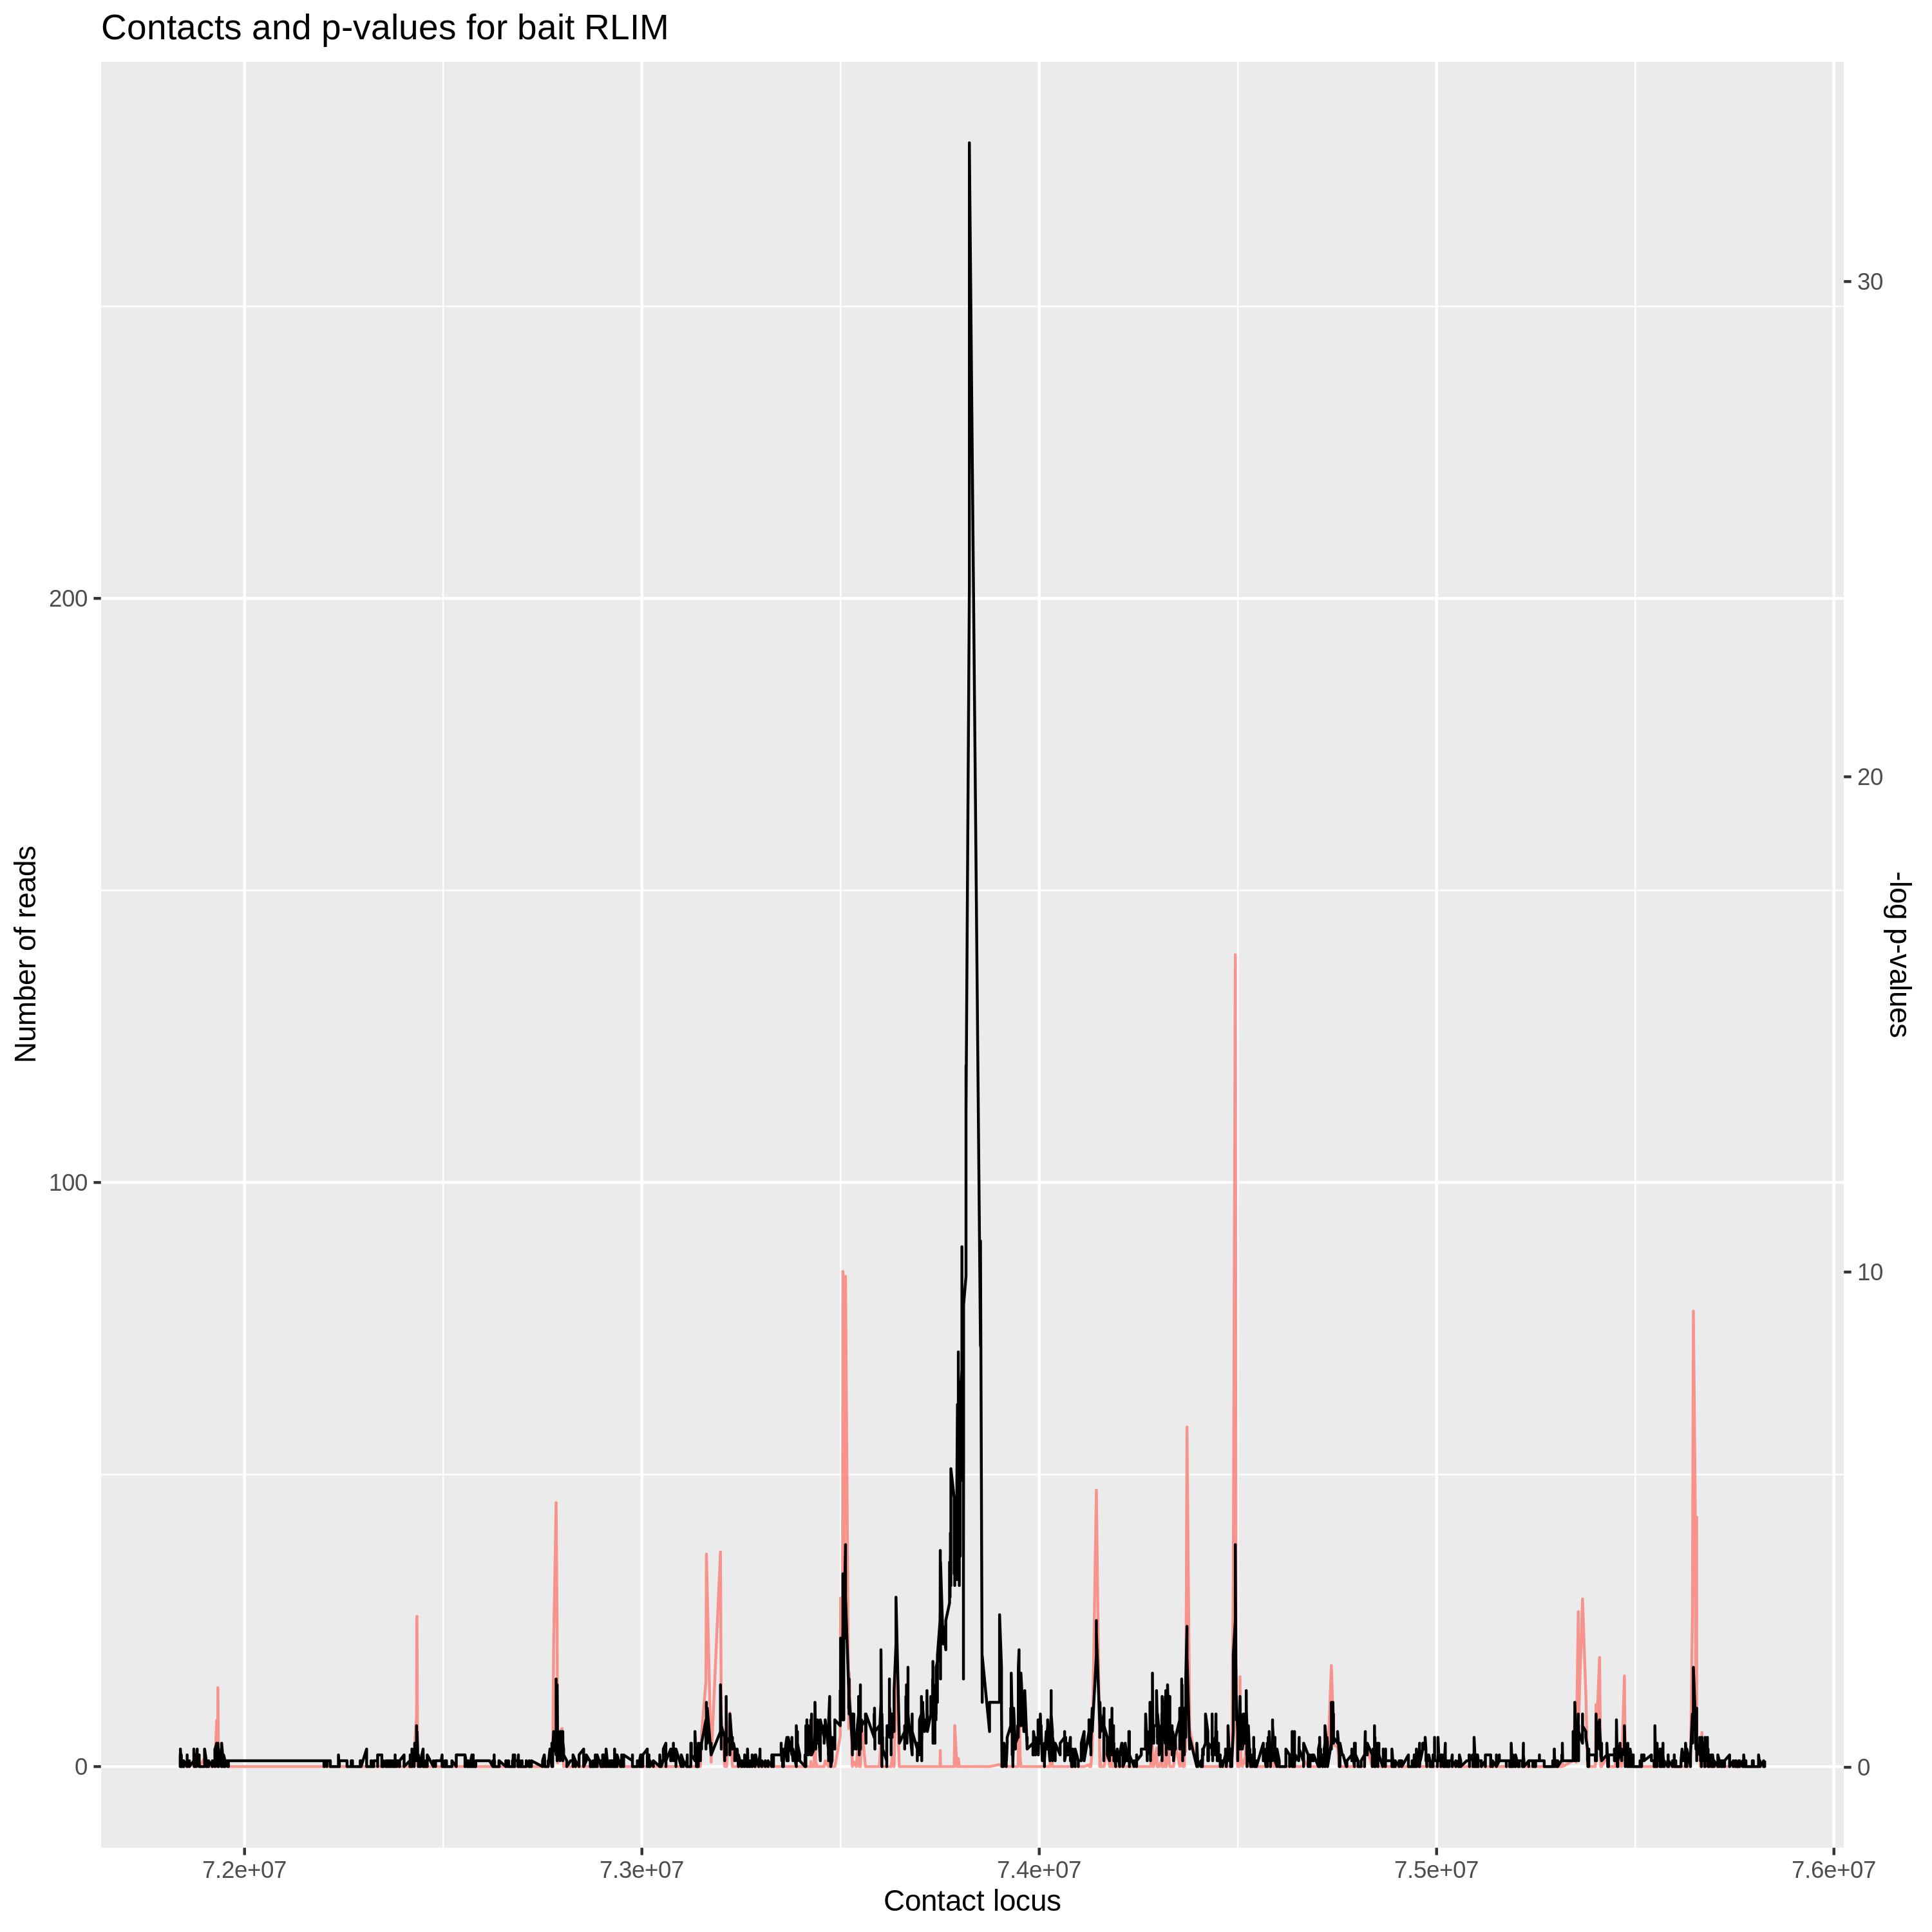 Contacts and p-values for bait RLIM
200
100
0
Number of reads
30
20
10
0
-log p-values
7.2e+07 7.3e+07 7.4e+07 7.5e+07 7.6e+07
Contact locus